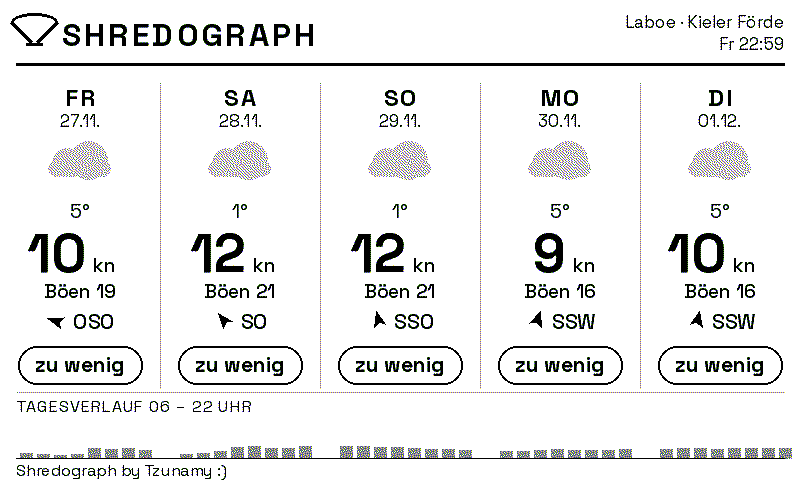 SHREDOGRAPH
Laboe · Kieler Förde
Fr 22:59
FR SA SO MO DI
27.11. 28.11. 29.11. 30.11. 01.12.
5° 1° 1° 5° 5°
10 kn 12 kn 12 kn 9 kn 10 kn
Böen 19 Böen 21 Böen 21 Böen 16 Böen 16
OSO SO SSO SSW SSW
zu wenig zu wenig zu wenig zu wenig zu wenig
TAGESVERLAUF 06 – 22 UHR
Shredograph by Tzunamy :)